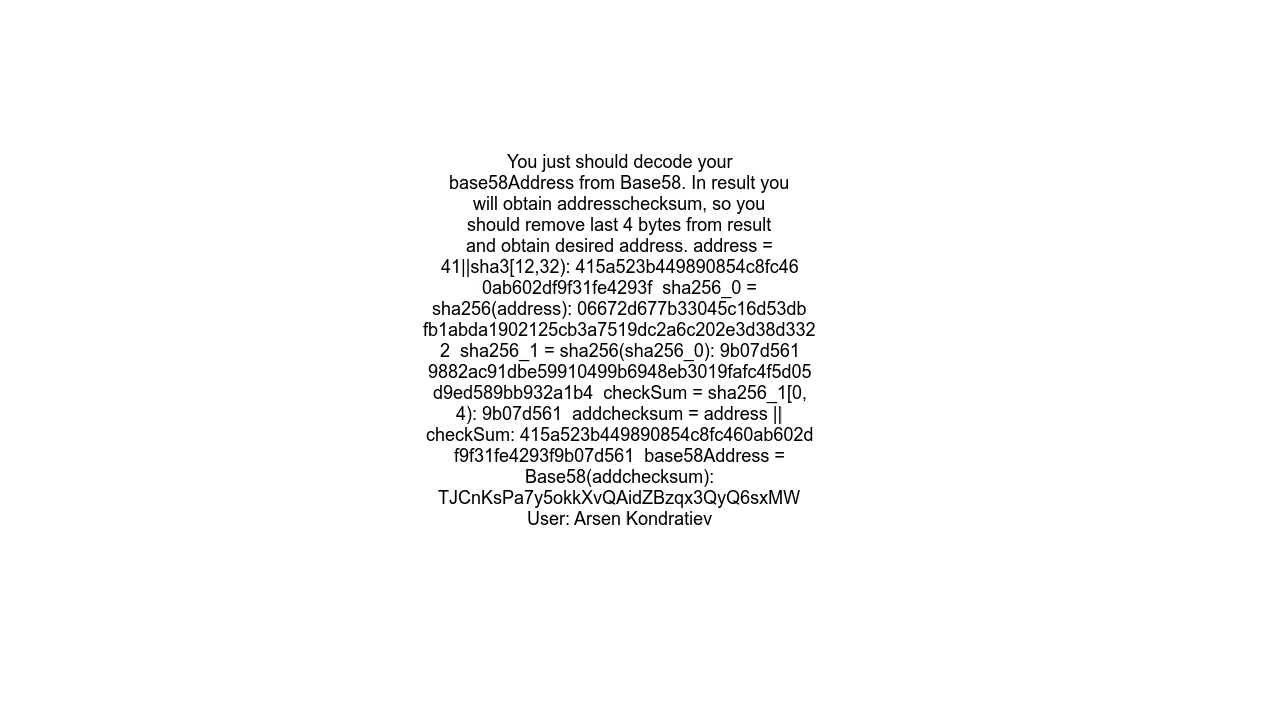 You just should decode your
base58Address from Base58. In result you
will obtain addresschecksum, so you
should remove last 4 bytes from result
and obtain desired address. address =
41||sha3[12,32): 415a523b449890854c8fc46
0ab602df9f31fe4293f  sha256_0 =
sha256(address): 06672d677b33045c16d53db
fb1abda1902125cb3a7519dc2a6c202e3d38d332
2  sha256_1 = sha256(sha256_0): 9b07d561
9882ac91dbe59910499b6948eb3019fafc4f5d05
d9ed589bb932a1b4  checkSum = sha256_1[0,
4): 9b07d561  addchecksum = address ||
checkSum: 415a523b449890854c8fc460ab602d
f9f31fe4293f9b07d561  base58Address =
Base58(addchecksum):
TJCnKsPa7y5okkXvQAidZBzqx3QyQ6sxMW
User: Arsen Kondratiev